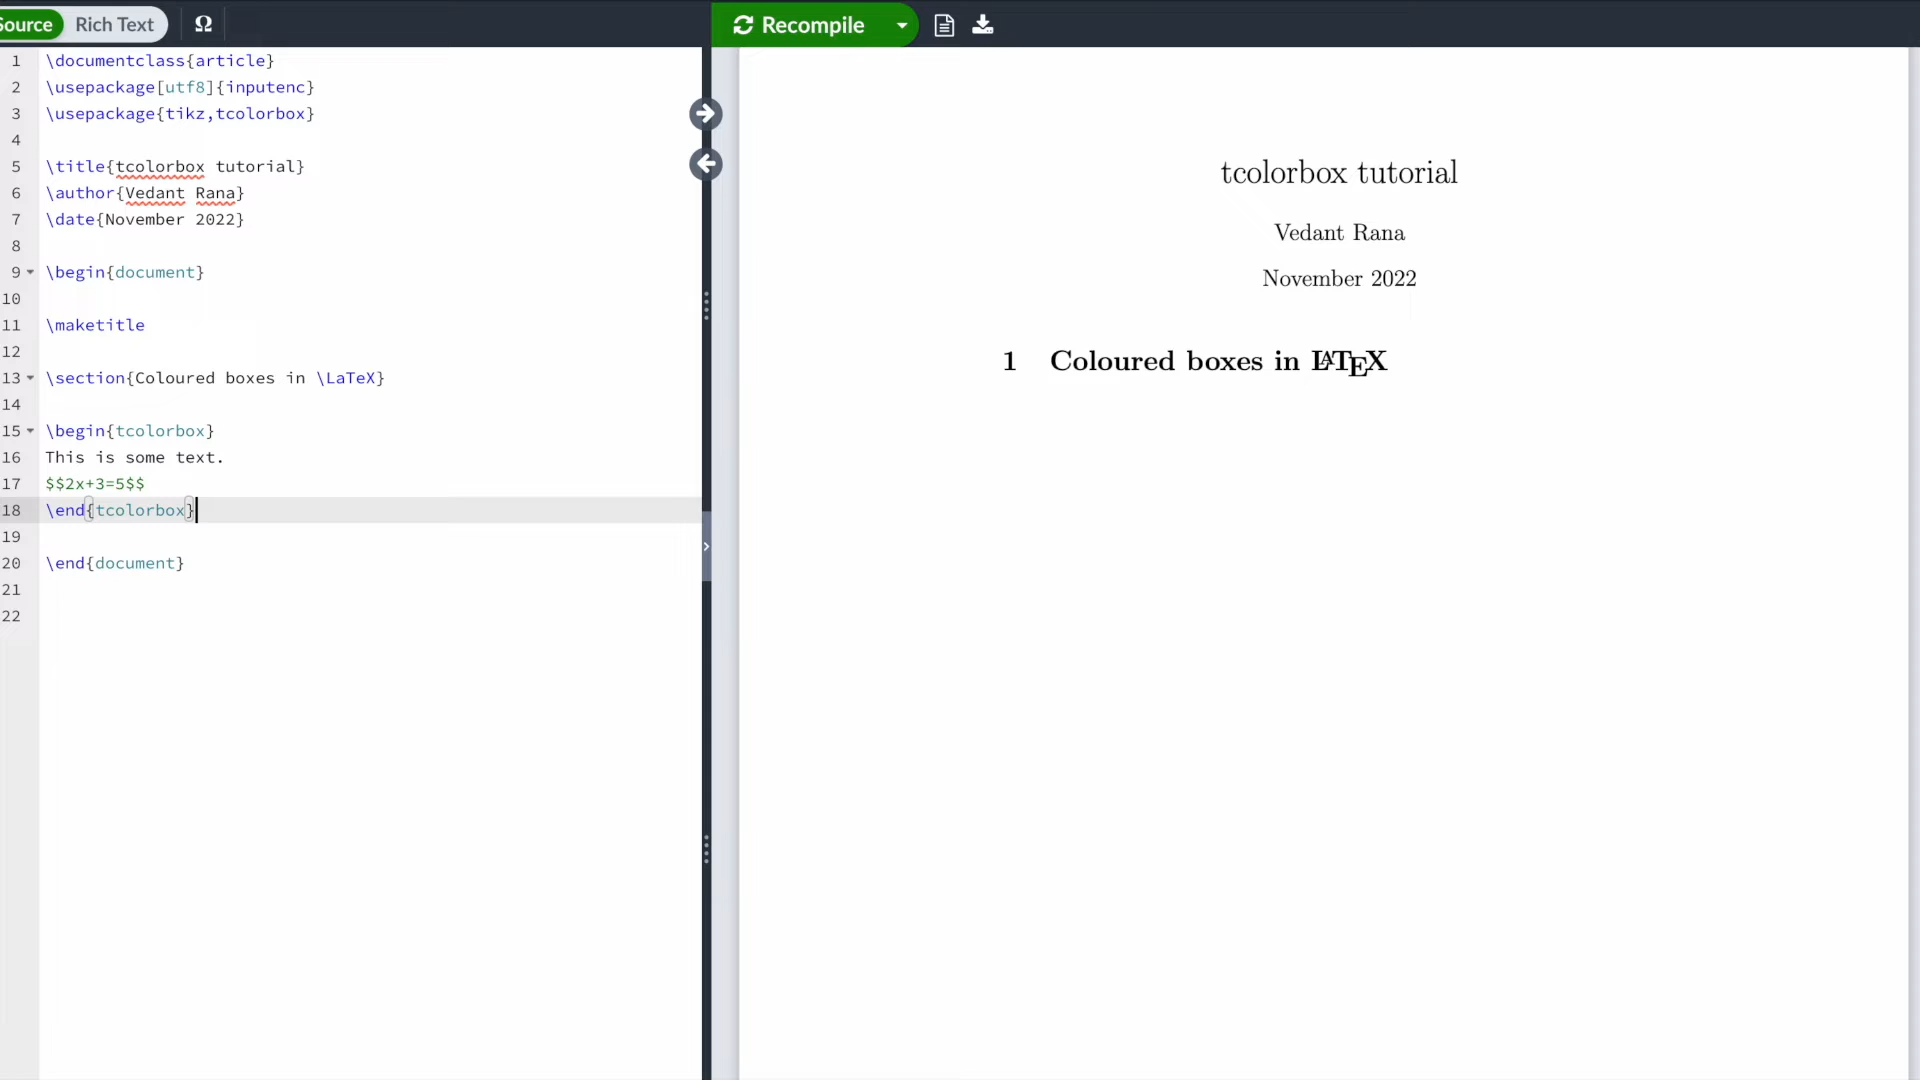 Source Rich Text Ω Recompile
1 \documentclass{article}
2 \usepackage[utf8]{inputenc}
3 \usepackage{tikz,tcolorbox}
4
5 \title{tcolorbox tutorial}
6 \author{Vedant Rana}
7 \date{November 2022}
8
9 \begin{document}
10
11 \maketitle
12
13 \section{Coloured boxes in \LaTeX}
14
15 \begin{tcolorbox}
16 This is some text.
17 $$2x+3=5$$
18 \end{tcolorbox}
19
20 \end{document}
21
22
tcolorbox tutorial
Vedant Rana
November 2022
1 Coloured boxes in LATEX